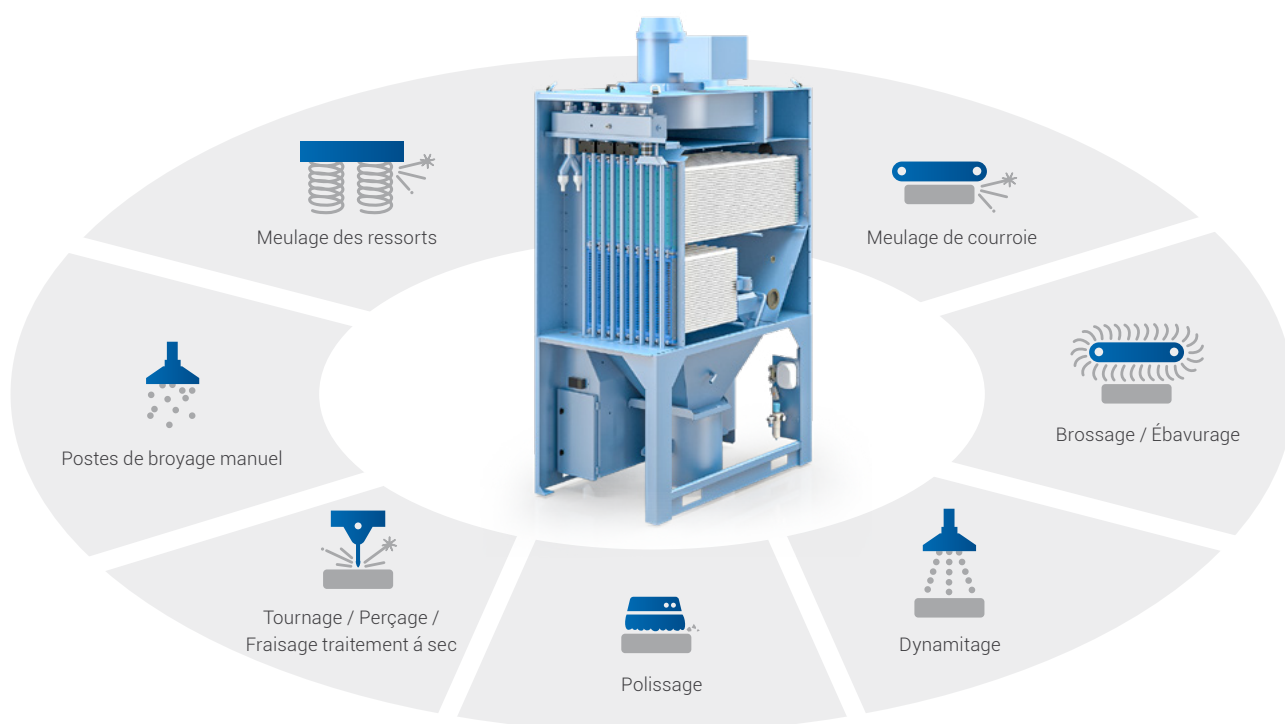 Meulage des ressorts
Meulage de courroie
Brossage / Ébavurage
Postes de broyage manuel
Tournage / Perçage /
Fraisage traitement á sec
Dynamitage
Polissage